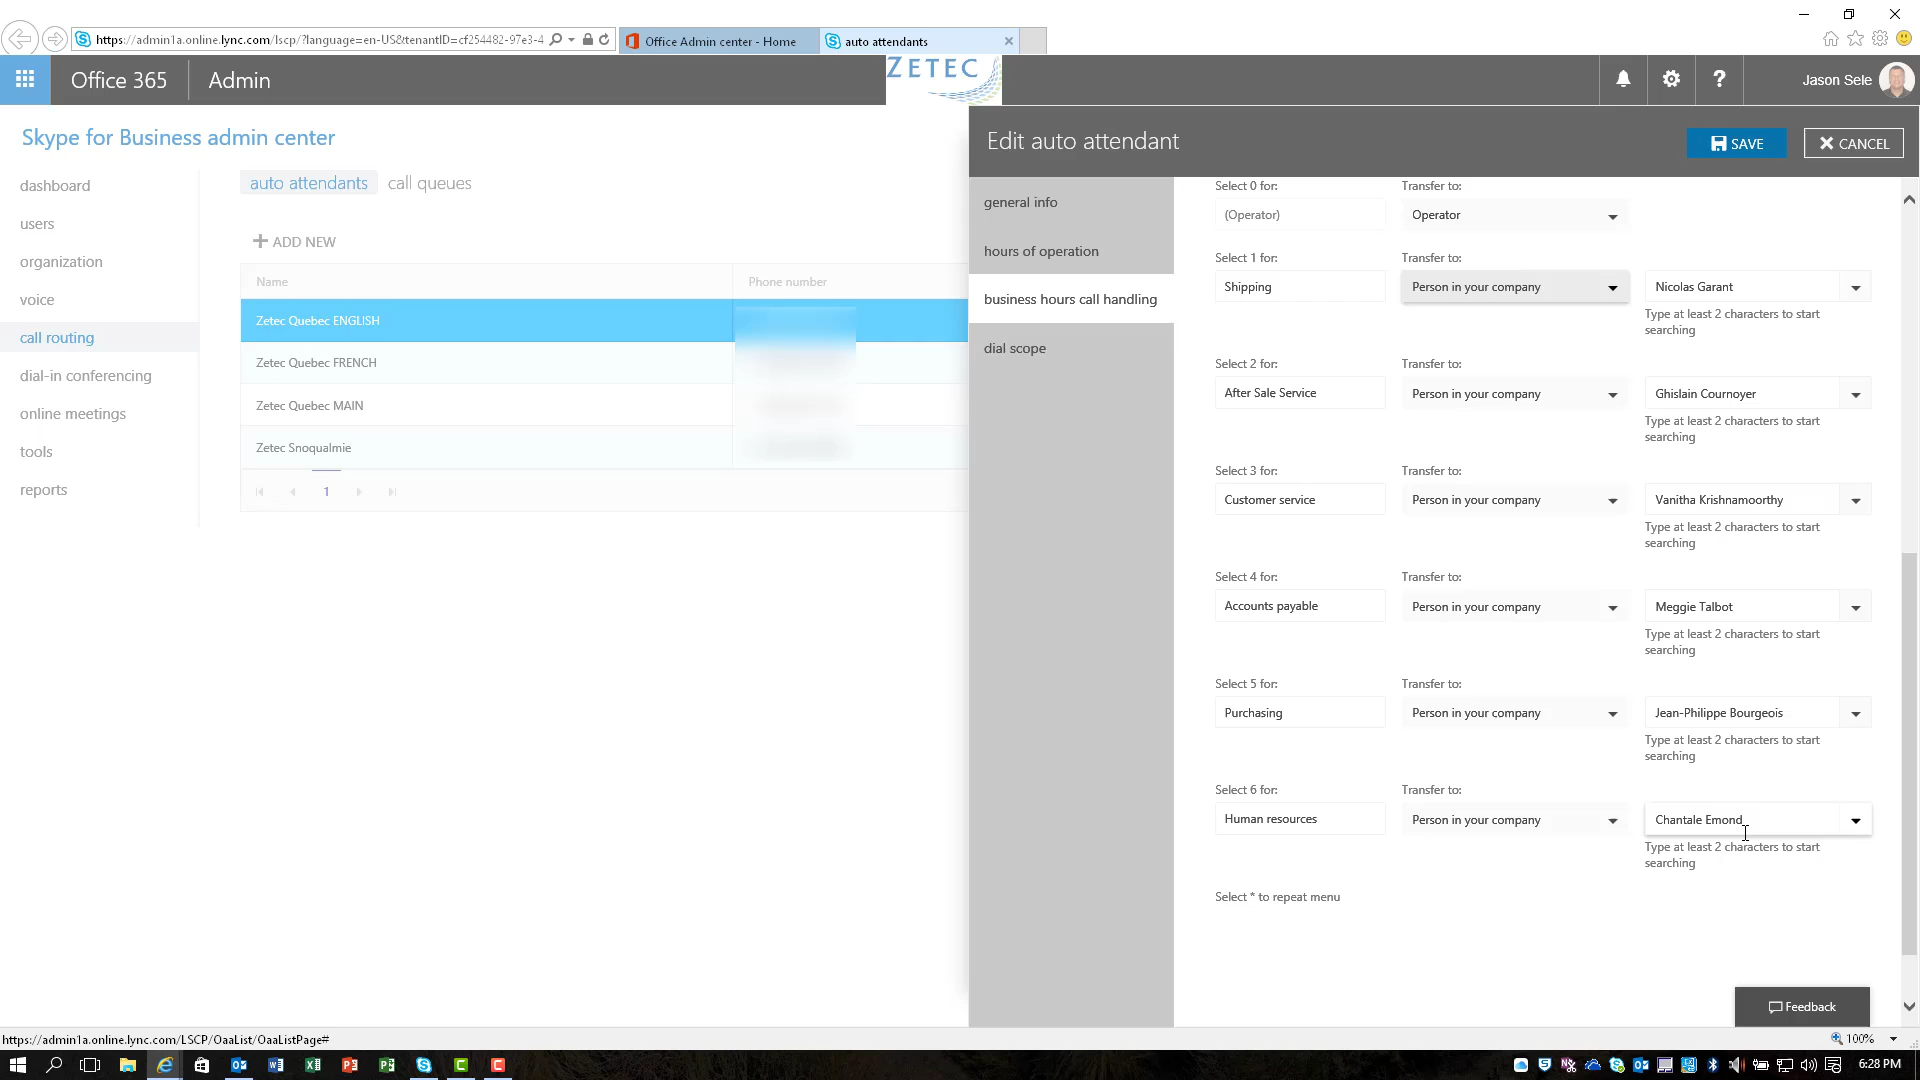 https://admin1a.online.lync.com/lscp/?language=en-US&tenantID=cf254482-97e3-4
Office Admin center - Home
auto attendants
Office 365
Admin
ZETEC
Jason Sele
Skype for Business admin center
dashboard
users
organization
voice
call routing
dial-in conferencing
online meetings
tools
reports
auto attendants
call queues
ADD NEW
Name
Phone number
Zetec Quebec ENGLISH
Zetec Quebec FRENCH
Zetec Quebec MAIN
Zetec Snoqualmie
1
Edit auto attendant
SAVE
CANCEL
general info
hours of operation
business hours call handling
dial scope
Select 0 for:
Transfer to:
(Operator)
Operator
Select 1 for:
Transfer to:
Shipping
Person in your company
Nicolas Garant
Type at least 2 characters to start
searching
Select 2 for:
Transfer to:
After Sale Service
Person in your company
Ghislain Cournoyer
Type at least 2 characters to start
searching
Select 3 for:
Transfer to:
Customer service
Person in your company
Vanitha Krishnamoorthy
Type at least 2 characters to start
searching
Select 4 for:
Transfer to:
Accounts payable
Person in your company
Meggie Talbot
Type at least 2 characters to start
searching
Select 5 for:
Transfer to:
Purchasing
Person in your company
Jean-Philippe Bourgeois
Type at least 2 characters to start
searching
Select 6 for:
Transfer to:
Human resources
Person in your company
Chantale Emond
Type at least 2 characters to start
searching
Select * to repeat menu
Feedback
https://admin1a.online.lync.com/LSCP/OaaList/OaaListPage#
100%
6:28 PM